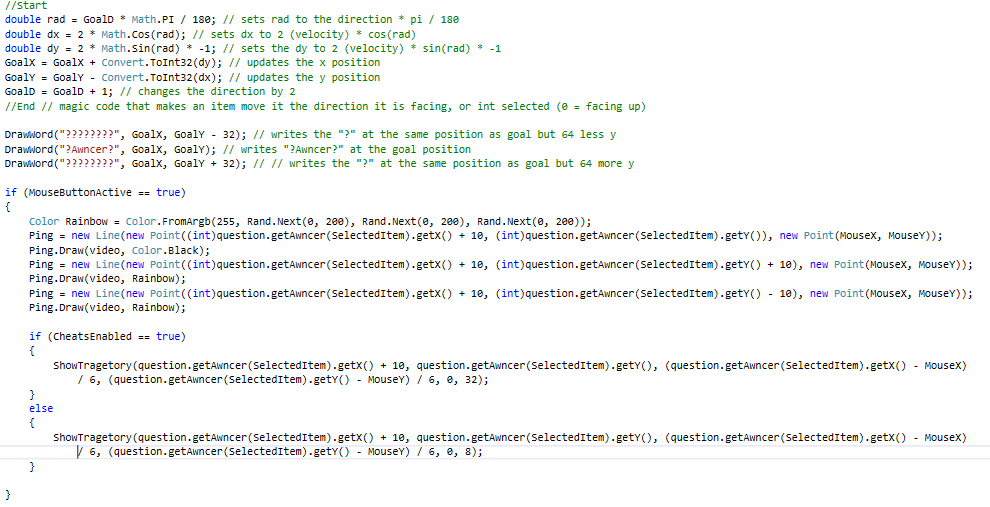 //Start
double rad = GoalD * Math.PI / 180; // sets rad to the direction * pi / 180
double dx = 2 * Math.Cos(rad); // sets dx to 2 (velocity) * cos(rad)
double dy = 2 * Math.Sin(rad) * -1; // sets the dy to 2 (velocity) * sin(rad) * -1
GoalX = GoalX + Convert.ToInt32(dy); // updates the x position
GoalY = GoalY - Convert.ToInt32(dx); // updates the y position
GoalD = GoalD + 1; // changes the direction by 2
//End // magic code that makes an item move it the direction it is facing, or int selected (0 = facing up)
DrawWord("????????", GoalX, GoalY - 32); // writes the "?" at the same position as goal but 64 less y
DrawWord("?Awncer?", GoalX, GoalY); // writes "?Awncer?" at the goal position
DrawWord("????????", GoalX, GoalY + 32); // // writes the "?" at the same position as goal but 64 more y
if (MouseButtonActive == true)
{
Color Rainbow = Color.FromArgb(255, Rand.Next(0, 200), Rand.Next(0, 200), Rand.Next(0, 200));
Ping = new Line(new Point((int)question.getAwncer(SelectedItem).getX() + 10, (int)question.getAwncer(SelectedItem).getY()), new Point(MouseX, MouseY));
Ping.Draw(video, Color.Black);
Ping = new Line(new Point((int)question.getAwncer(SelectedItem).getX() + 10, (int)question.getAwncer(SelectedItem).getY() + 10), new Point(MouseX, MouseY));
Ping.Draw(video, Rainbow);
Ping = new Line(new Point((int)question.getAwncer(SelectedItem).getX() + 10, (int)question.getAwncer(SelectedItem).getY() - 10), new Point(MouseX, MouseY));
Ping.Draw(video, Rainbow);
if (CheatsEnabled == true)
{
ShowTragetory(question.getAwncer(SelectedItem).getX() + 10, question.getAwncer(SelectedItem).getY(), (question.getAwncer(SelectedItem).getX() - MouseX)
/ 6, (question.getAwncer(SelectedItem).getY() - MouseY) / 6, 0, 32);
}
else
{
ShowTragetory(question.getAwncer(SelectedItem).getX() + 10, question.getAwncer(SelectedItem).getY(), (question.getAwncer(SelectedItem).getX() - MouseX)
/ 6, (question.getAwncer(SelectedItem).getY() - MouseY) / 6, 0, 8);
}
}